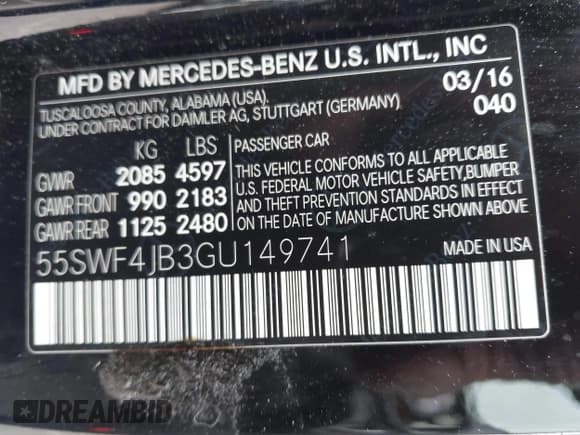 MFD BY MERCEDES-BENZ U.S. INTL., INC
TUSCALOOSA COUNTY, ALABAMA (USA). 03/16
UNDER CONTRACT FOR DAIMLER AG, STUTTGART (GERMANY) 040
KG LBS PASSENGER CAR
GVWR 2085 4597
GAWR FRONT 990 2183
GAWR REAR 1125 2480
THIS VEHICLE CONFORMS TO ALL APPLICABLE
U.S. FEDERAL MOTOR VEHICLE SAFETY,BUMPER
AND THEFT PREVENTION STANDARDS IN EFFECT
ON THE DATE OF MANUFACTURE SHOWN ABOVE.
55SWF4JB3GU149741 MADE IN USA
DREAMBID